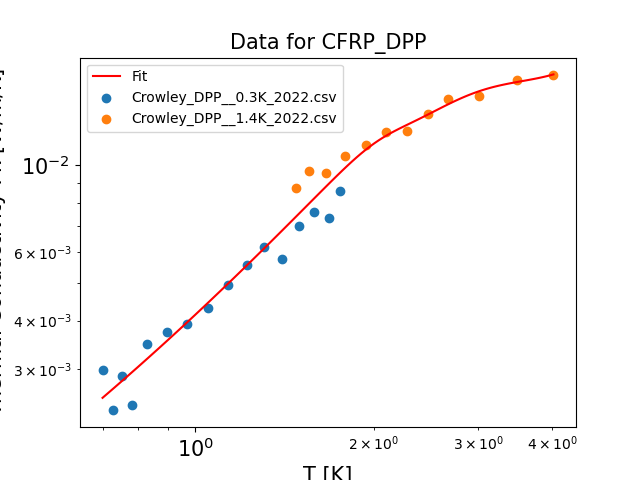 Data for CFRP_DPP
Fit
Crowley_DPP__0.3K_2022.csv
Crowley_DPP__1.4K_2022.csv
10⁻²
6 × 10⁻³
4 × 10⁻³
3 × 10⁻³
10⁰
2 × 10⁰
3 × 10⁰
4 × 10⁰
T [K]